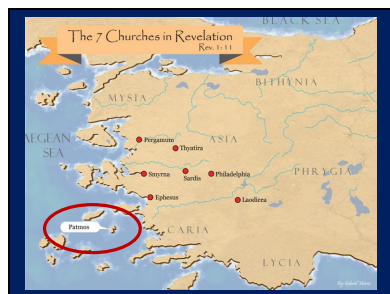 BLACK SEA
The 7 Churches in Revelation
Rev. 1:11
BITHYNIA
MYSIA
AEGEAN
SEA
Pergamum
Thyatira
ASIA
Smyrna
Sardis
Philadelphia
PHRYGIA
Ephesus
Laodicea
Patmos
CARIA
LYCIA